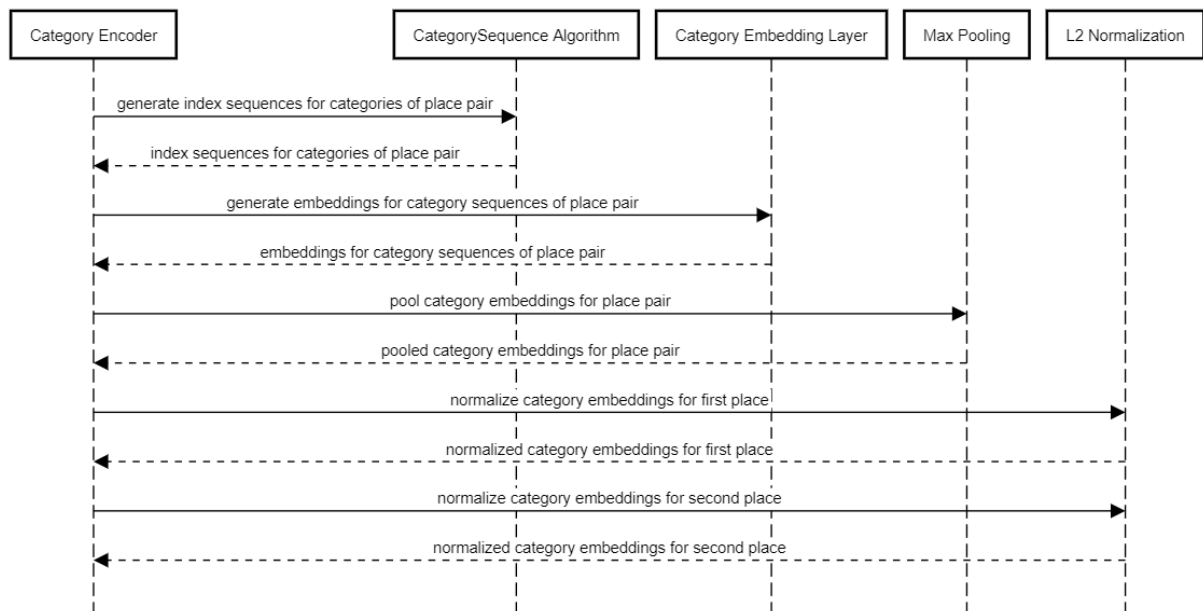 Category Encoder
CategorySequence Algorithm
Category Embedding Layer
Max Pooling
L2 Normalization
generate index sequences for categories of place pair
index sequences for categories of place pair
generate embeddings for category sequences of place pair
embeddings for category sequences of place pair
pool category embeddings for place pair
pooled category embeddings for place pair
normalize category embeddings for first place
normalized category embeddings for first place
normalize category embeddings for second place
normalized category embeddings for second place